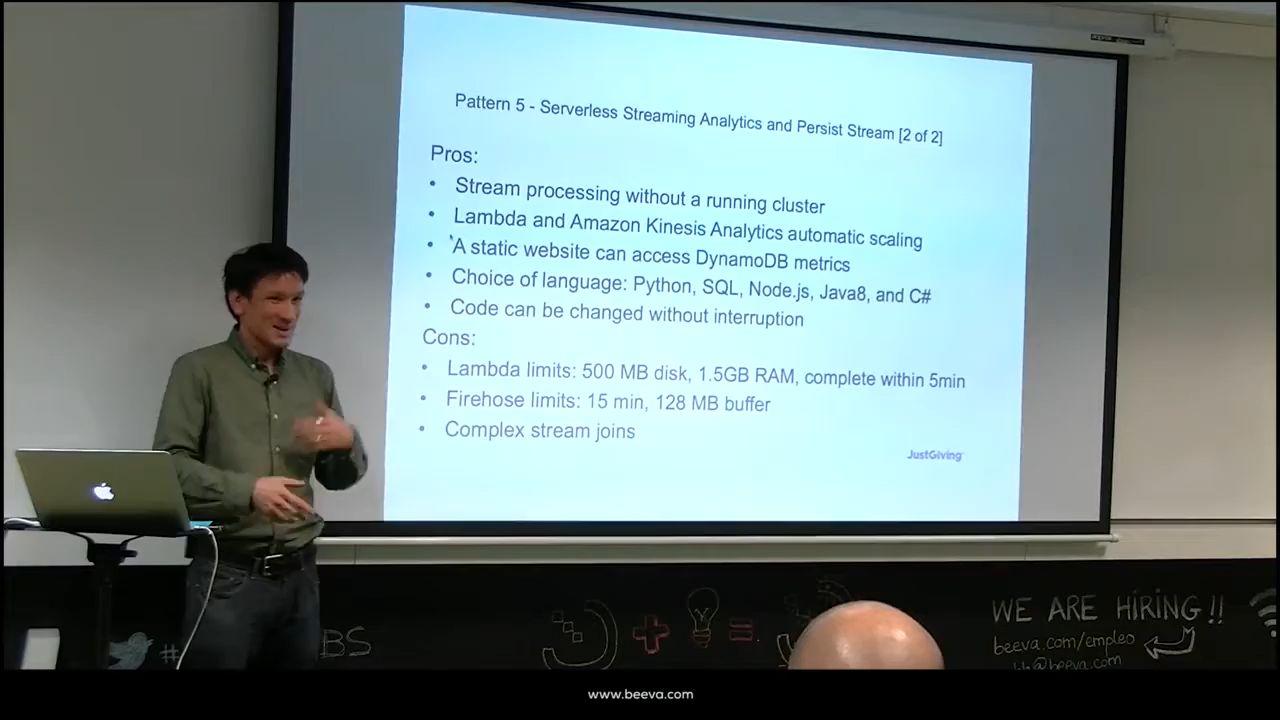 Pattern 5 - Serverless Streaming Analytics and Persist Stream [2 of 2]
Pros:
• Stream processing without a running cluster
• Lambda and Amazon Kinesis Analytics automatic scaling
• A static website can access DynamoDB metrics
• Choice of language: Python, SQL, Node.js, Java8, and C#
• Code can be changed without interruption
Cons:
• Lambda limits: 500 MB disk, 1.5GB RAM, complete within 5min
• Firehose limits: 15 min, 128 MB buffer
• Complex stream joins
JustGiving
WE ARE HiRiNG!!
beeva.com/empleo
@beeva.com
#
BS
+
=
www.beeva.com